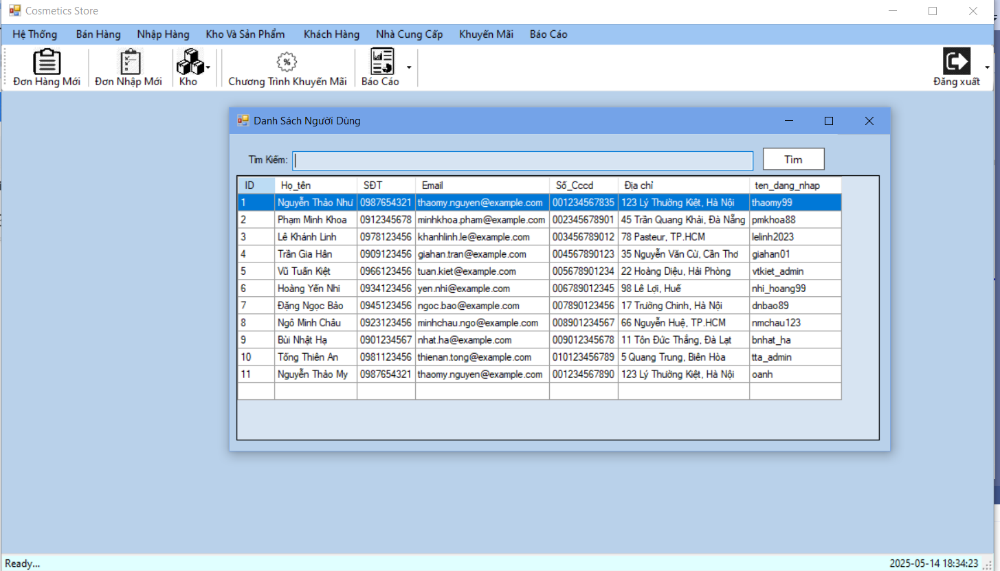 Cosmetics Store
Hệ Thống Bán Hàng Nhập Hàng Kho Và Sản Phẩm Khách Hàng Nhà Cung Cấp Khuyến Mãi Báo Cáo
Đơn Hàng Mới Đơn Nhập Mới Kho Chương Trình Khuyến Mãi Báo Cáo Đăng xuất
Danh Sách Người Dùng
Tìm Kiếm: Tìm
ID Họ_tên SĐT Email Số_Cccd Địa chỉ ten_dang_nhap
1 Nguyễn Thảo Như 0987654321 thaomy.nguyen@example.com 001234567835 123 Lý Thường Kiệt, Hà Nội thaomy99
2 Phạm Minh Khoa 0912345678 minhkhoa.pham@example.com 002345678901 45 Trần Quang Khải, Đà Nẵng pmkhoa88
3 Lê Khánh Linh 0978123456 khanhlinh.le@example.com 003456789012 78 Pasteur, TP.HCM lelinh2023
4 Trần Gia Hân 0909123456 giahan.tran@example.com 004567890123 35 Nguyễn Văn Cừ, Cần Thơ giahan01
5 Vũ Tuấn Kiệt 0966123456 tuan.kiet@example.com 005678901234 22 Hoàng Diệu, Hải Phòng vtkiet_admin
6 Hoàng Yến Nhi 0934123456 yen.nhi@example.com 006789012345 98 Lê Lợi, Huế nhi_hoang99
7 Đặng Ngọc Bảo 0945123456 ngoc.bao@example.com 007890123456 17 Trường Chinh, Hà Nội dnbao89
8 Ngô Minh Châu 0923123456 minhchau.ngo@example.com 008901234567 66 Nguyễn Huệ, TP.HCM nmchau123
9 Bùi Nhật Hạ 0901234567 nhat.ha@example.com 009012345678 11 Tôn Đức Thắng, Đà Lạt bnhat_ha
10 Tống Thiên An 0981123456 thienan.tong@example.com 010123456789 5 Quang Trung, Biên Hòa tta_admin
11 Nguyễn Thảo My 0987654321 thaomy.nguyen@example.com 001234567890 123 Lý Thường Kiệt, Hà Nội oanh
Ready... 2025-05-14 18:34:23